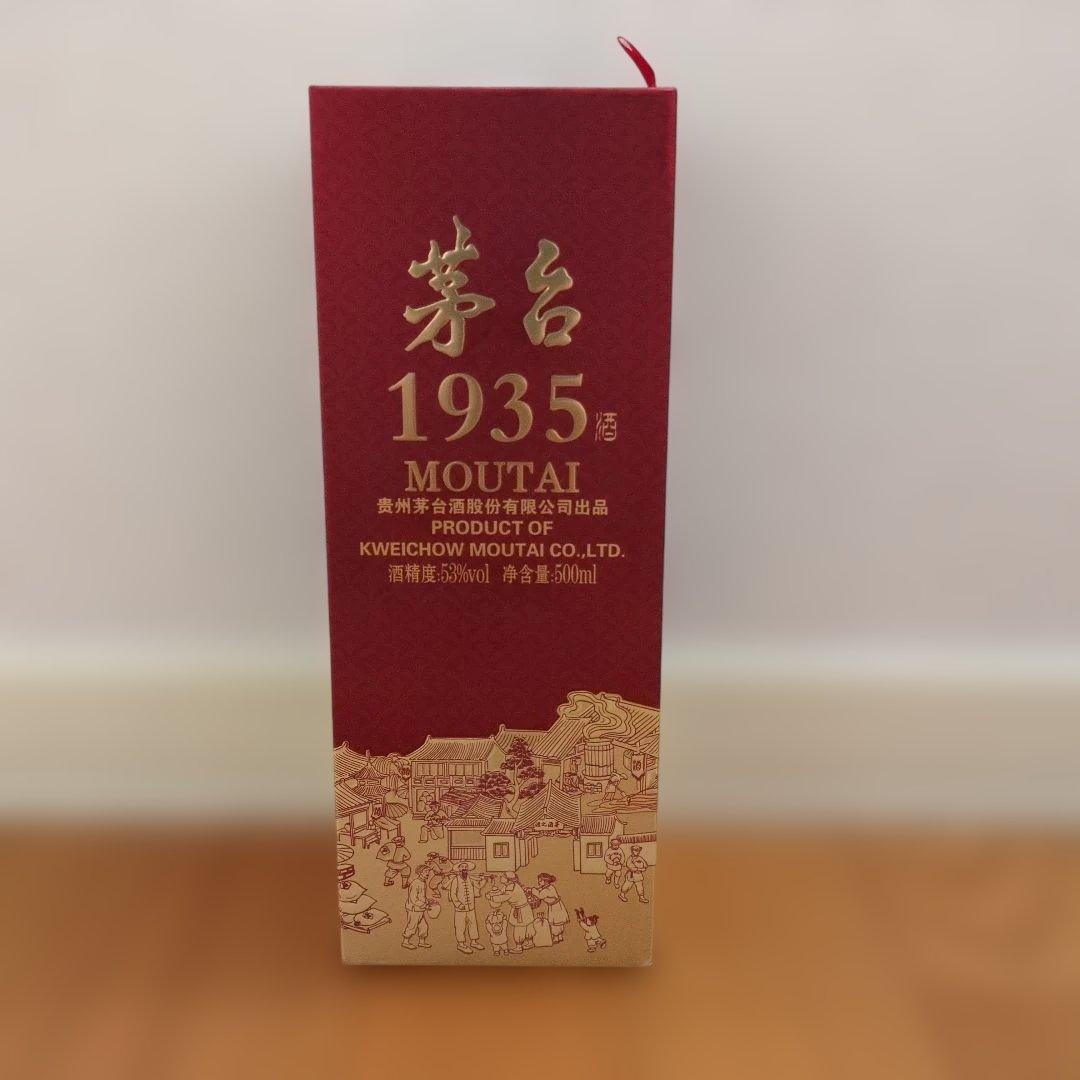 茅台
1935酒
MOUTAI
贵州茅台酒股份有限公司出品
PRODUCT OF
KWEICHOW MOUTAI CO.,LTD.
酒精度:53%vol 净含量:500ml
酒